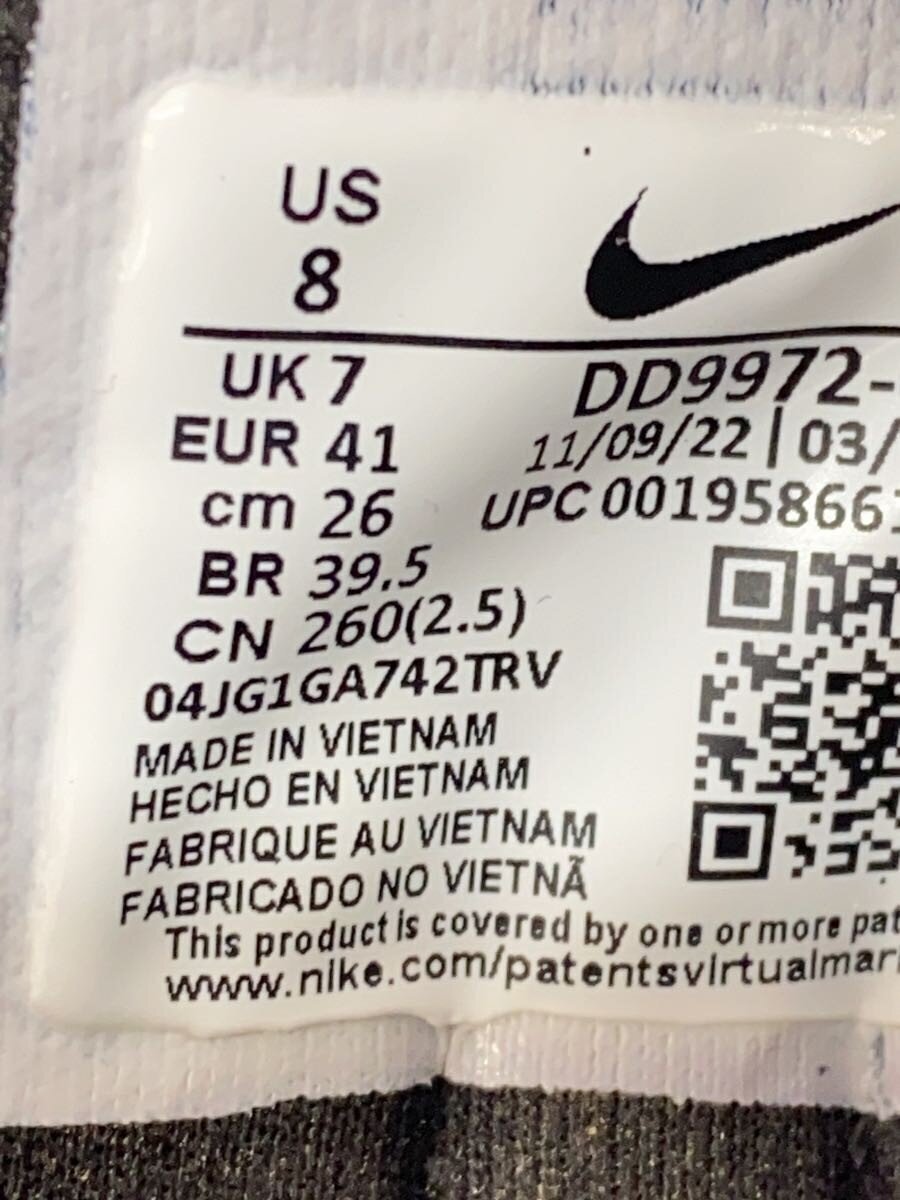 US
8
UK 7
EUR 41
cm 26
BR 39.5
CN 260(2.5)
04JG1GA742TRV
MADE IN VIETNAM
HECHO EN VIETNAM
FABRIQUE AU VIETNAM
FABRICADO NO VIETNÃ
DD9972-
11/09/22 | 03/
UPC 001958661
This product is covered by one or more pat
www.nike.com/patentsvirtualmar